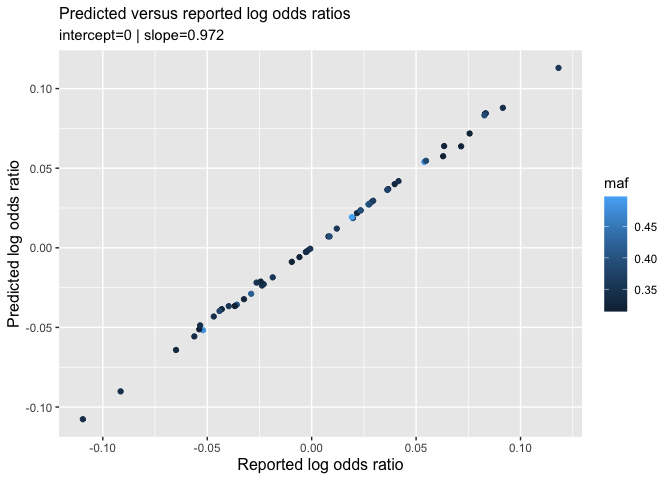 Predicted versus reported log odds ratios
intercept=0 | slope=0.972
0.10
0.05
0.00
-0.05
-0.10
Predicted log odds ratio
-0.10
-0.05
0.00
0.05
0.10
Reported log odds ratio
maf
0.45
0.40
0.35